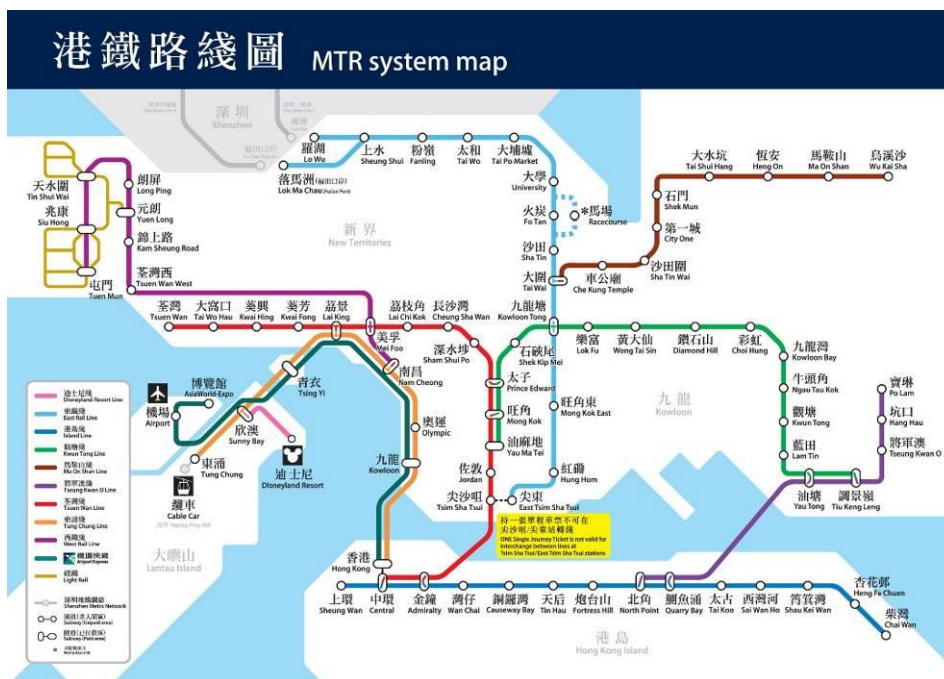 港鐵路綫圖 MTR system map
深圳
Shenzhen
羅湖
Lo Wu
上水
Sheung Shui
粉嶺
Fanling
太和
Tai Wo
大埔墟
Tai Po Market
落馬洲(福田口岸)
Lok Ma Chau (Futian Port)
大學
University
火炭
Fo Tan
*馬場
Racecourse
沙田
Sha Tin
大圍
Tai Wai
大水坑
Tai Shui Hang
恆安
Heng On
馬鞍山
Ma On Shan
烏溪沙
Wu Kai Sha
石門
Shek Mun
第一城
City One
沙田圍
Sha Tin Wai
車公廟
Che Kung Temple
天水圍
Tin Shui Wai
朗屏
Long Ping
兆康
Siu Hong
元朗
Yuen Long
錦上路
Kam Sheung Road
屯門
Tuen Mun
荃灣西
Tsuen Wan West
新界
New Territories
荃灣
Tsuen Wan
大窩口
Tai Wo Hau
葵興
Kwai Hing
葵芳
Kwai Fong
荔景
Lai King
美孚
Mei Foo
荔枝角
Lai Chi Kok
長沙灣
Cheung Sha Wan
深水埗
Sham Shui Po
九龍塘
Kowloon Tong
石硤尾
Shek Kip Mei
樂富
Lok Fu
黃大仙
Wong Tai Sin
鑽石山
Diamond Hill
彩虹
Choi Hung
九龍灣
Kowloon Bay
牛頭角
Ngau Tau Kok
觀塘
Kwun Tong
藍田
Lam Tin
油塘
Yau Tong
調景嶺
Tiu Keng Leng
寶琳
Po Lam
坑口
Hang Hau
將軍澳
Tseung Kwan O
太子
Prince Edward
旺角
Mong Kok
油麻地
Yau Ma Tei
旺角東
Mong Kok East
九龍
Kowloon
紅磡
Hung Hom
佐敦
Jordan
尖沙咀
Tsim Sha Tsui
尖東
East Tsim Sha Tsui
持一張單程車票不可在
尖沙咀/尖東站轉綫
ONE Single Journey Ticket is not valid for
interchange between lines at
Tsim Sha Tsui/East Tsim Sha Tsui stations
南昌
Nam Cheong
奧運
Olympic
九龍
Kowloon
青衣
Tsing Yi
博覽館
AsiaWorld-Expo
機場
Airport
欣澳
Sunny Bay
東涌
Tung Chung
迪士尼
Disneyland Resort
纜車
Cable Car
大嶼山
Lantau Island
香港
Hong Kong
上環
Sheung Wan
中環
Central
金鐘
Admiralty
灣仔
Wan Chai
銅鑼灣
Causeway Bay
天后
Tin Hau
炮台山
Fortress Hill
北角
North Point
鰂魚涌
Quarry Bay
太古
Tai Koo
西灣河
Sai Wan Ho
筲箕灣
Shau Kei Wan
杏花邨
Heng Fa Chuen
柴灣
Chai Wan
港島
Hong Kong Island
迪士尼綫
Disneyland Resort Line
東鐵綫
East Rail Line
港島綫
Island Line
觀塘綫
Kwun Tong Line
馬鞍山綫
Ma On Shan Line
將軍澳綫
Tseung Kwan O Line
荃灣綫
Tsuen Wan Line
東涌綫
Tung Chung Line
西鐵綫
West Rail Line
機場快綫
Airport Express
輕鐵
Light Rail
Shenzhen Metro Network